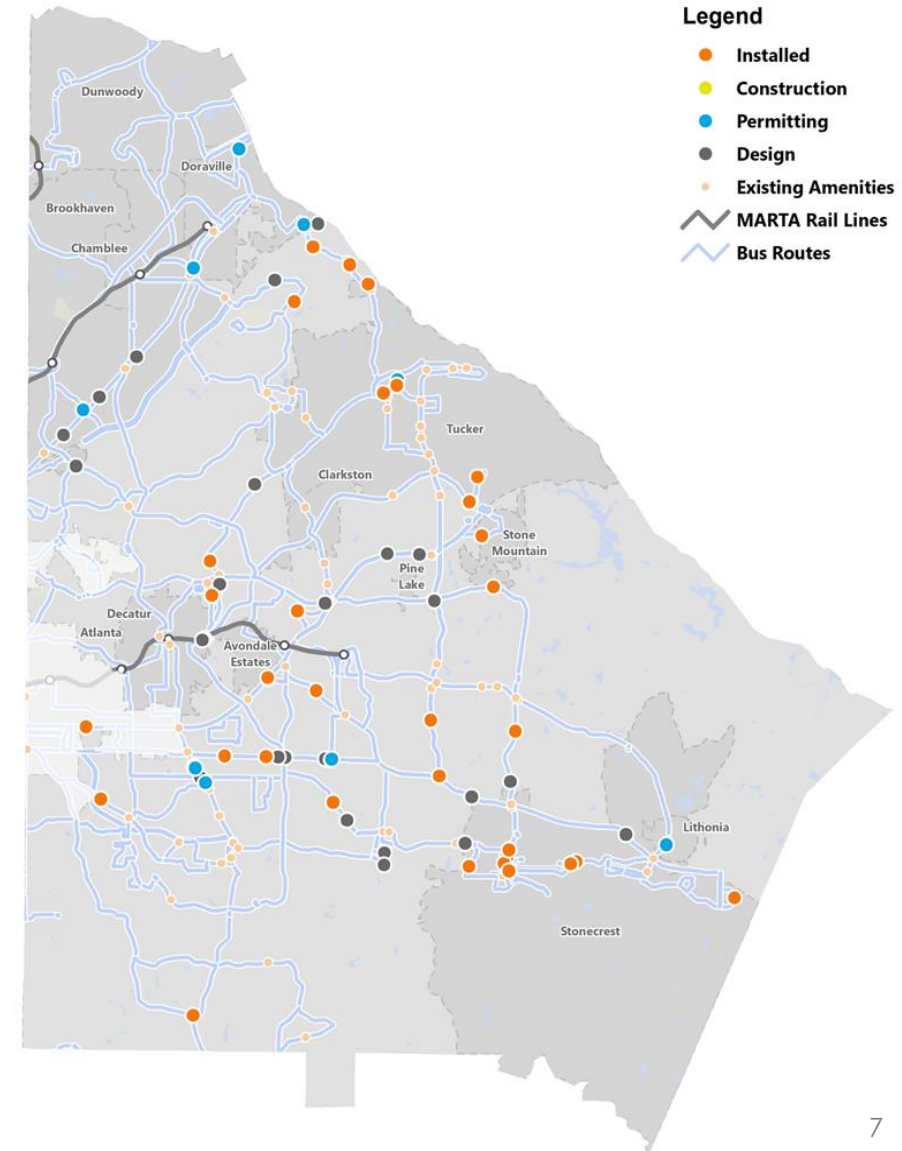 Legend
Installed
Construction
Permitting
Design
Existing Amenities
MARTA Rail Lines
Bus Routes
Dunwoody
Doraville
Brookhaven
Chamblee
Tucker
Clarkston
Stone
Mountain
Pine
Lake
Decatur
Atlanta
Avondale
Estates
Lithonia
Stonecrest
7